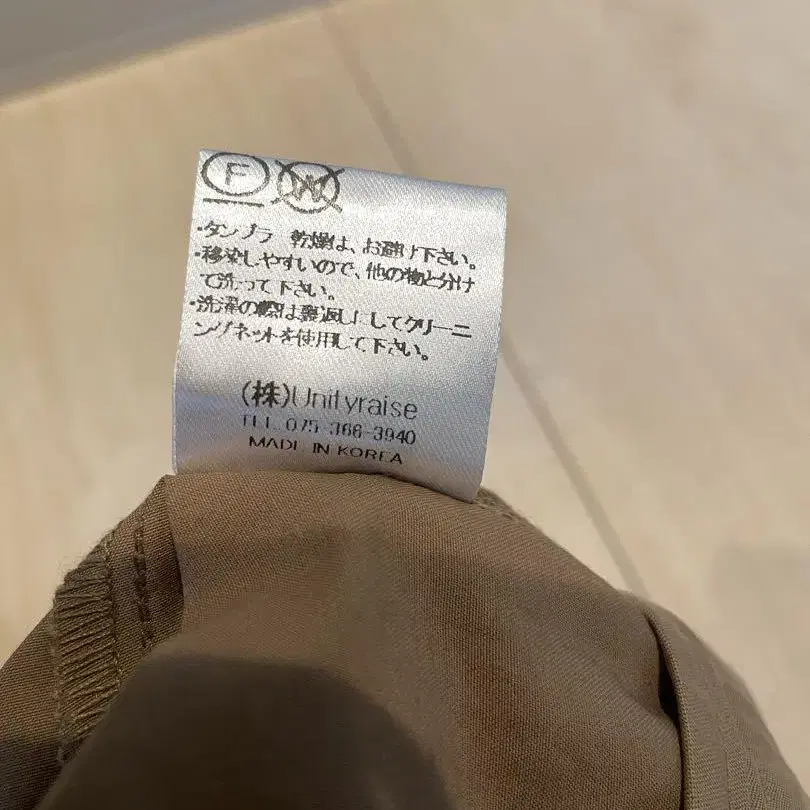 F W
・タンブラ 乾燥は、お避け下さい。
・移染しやすいので、他の物と分け
て洗って下さい。
・洗濯の際は裏返しにしてクリーニ
ングネットを使用して下さい。
(株)Unityraise
TEL. 075-366-3940
MADE IN KOREA